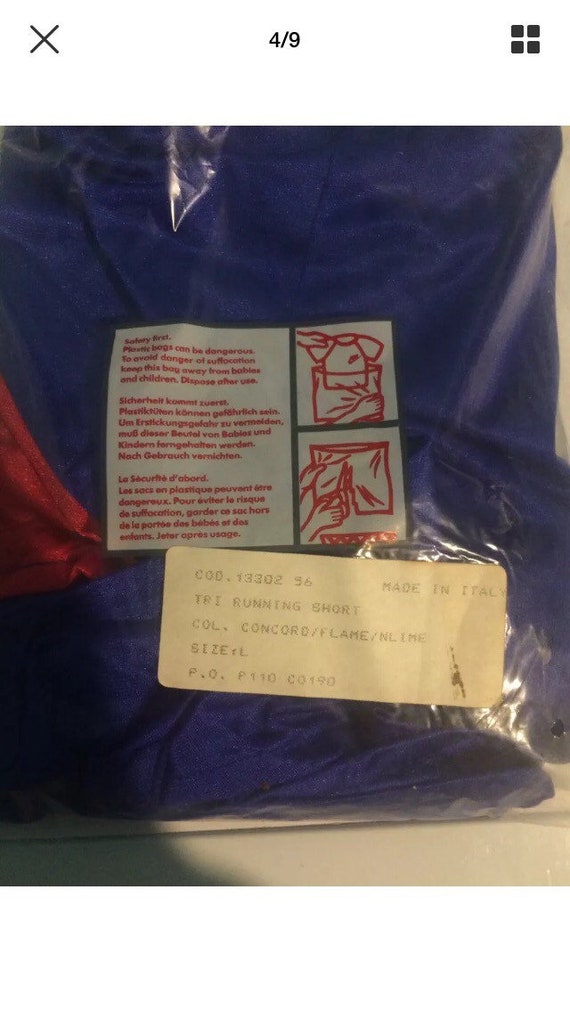 4/9
Safety first.
Plastic bags can be dangerous.
To avoid danger of suffocation
keep this bag away from babies
and children. Dispose after use.
Sicherheit kommt zuerst.
Plastiktüten können gefährlich sein.
Um Erstickungsgefahr zu vermeiden,
muß dieser Beutel von Babies und
Kindern ferngehalten werden.
Nach Gebrauch vernichten.
La Sécurité d'abord.
Les sacs en plastique peuvent être
dangereux. Pour éviter le risque
de suffocation, garder ce sac hors
de la portée des bébés et des
enfants. Jeter après usage.
COD.13302 56 MADE IN ITALY
TRI RUNNING SHORT
COL. CONCORD/FLAME/NLIME
SIZE:L
P.O. P110 C0190